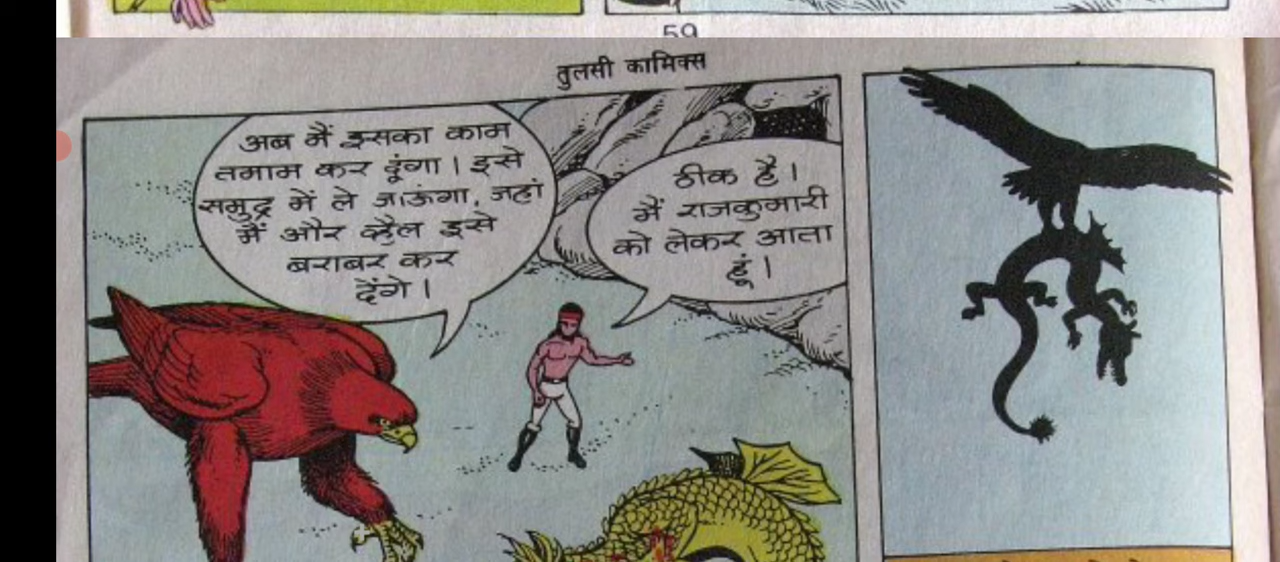 59
तुलसी कामिक्स
अब मैं इसका काम
तमाम कर दूंगा। इसे
समुद्र में ले जाऊंगा, जहां
मैं और व्हैल इसे
बराबर कर
देंगे।
ठीक है।
मैं राजकुमारी
को लेकर आता
हूं।